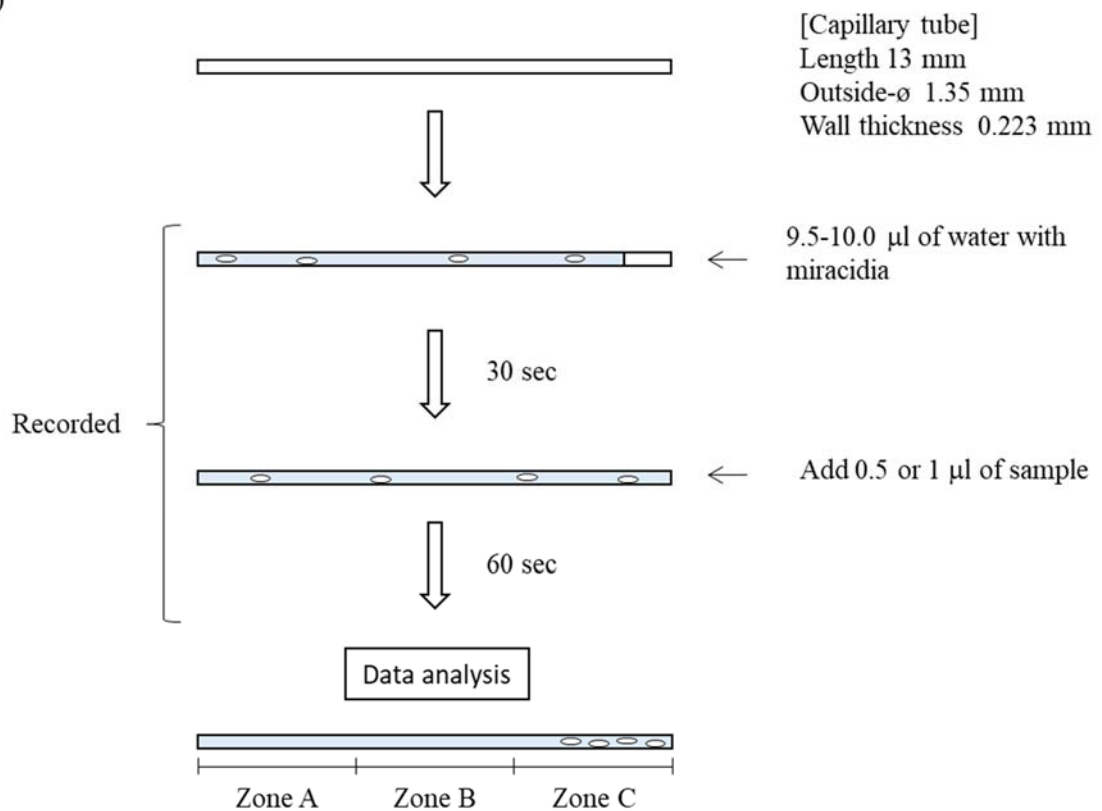 )
[Capillary tube]
Length 13 mm
Outside-ø 1.35 mm
Wall thickness 0.223 mm
9.5-10.0 µl of water with
miracidia
30 sec
Recorded
Add 0.5 or 1 µl of sample
60 sec
Data analysis
Zone A
Zone B
Zone C